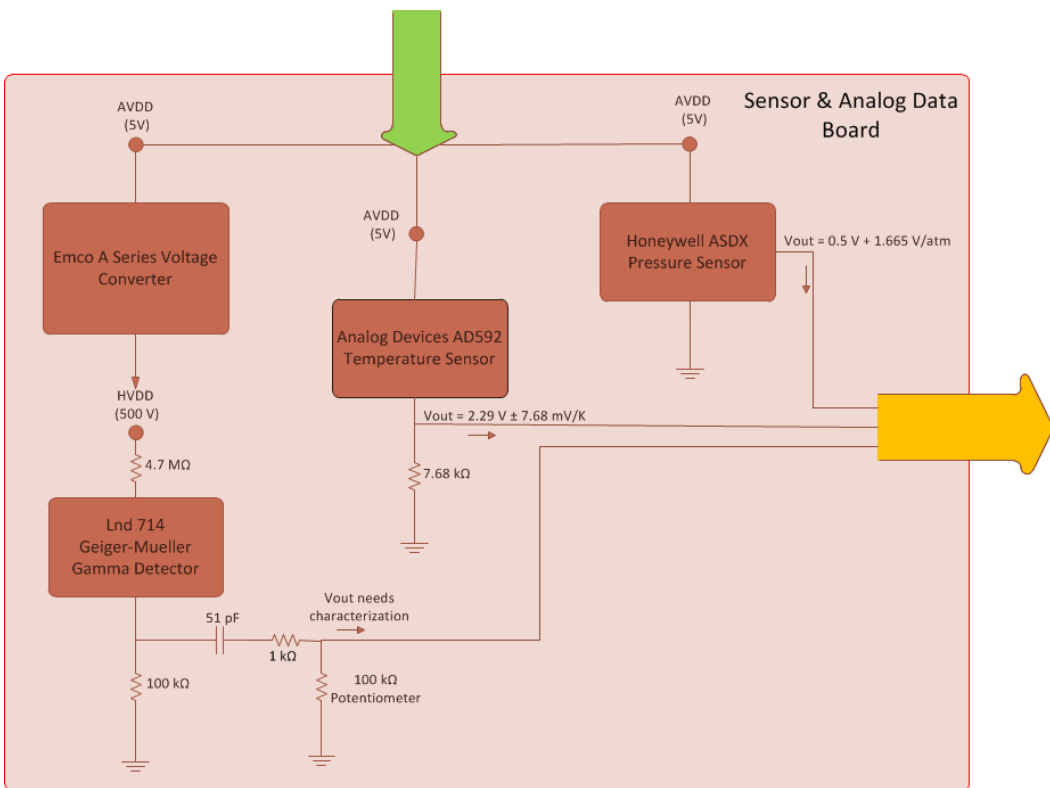 Sensor & Analog Data
Board
AVDD
(5V)
AVDD
(5V)
AVDD
(5V)
Emco A Series Voltage
Converter
Honeywell ASDX
Pressure Sensor
Vout = 0.5 V + 1.665 V/atm
Analog Devices AD592
Temperature Sensor
HVDD
(500 V)
Vout = 2.29 V ± 7.68 mV/K
4.7 MΩ
7.68 kΩ
Lnd 714
Geiger-Mueller
Gamma Detector
51 pF
Vout needs
characterization
1 kΩ
100 kΩ
100 kΩ
Potentiometer